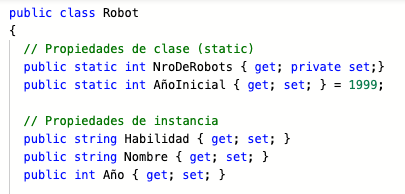 public class Robot
{
// Propiedades de clase (static)
public static int NroDeRobots { get; private set;}
public static int AñoInicial { get; set; } = 1999;
// Propiedades de instancia
public string Habilidad { get; set; }
public string Nombre { get; set; }
public int Año { get; set; }